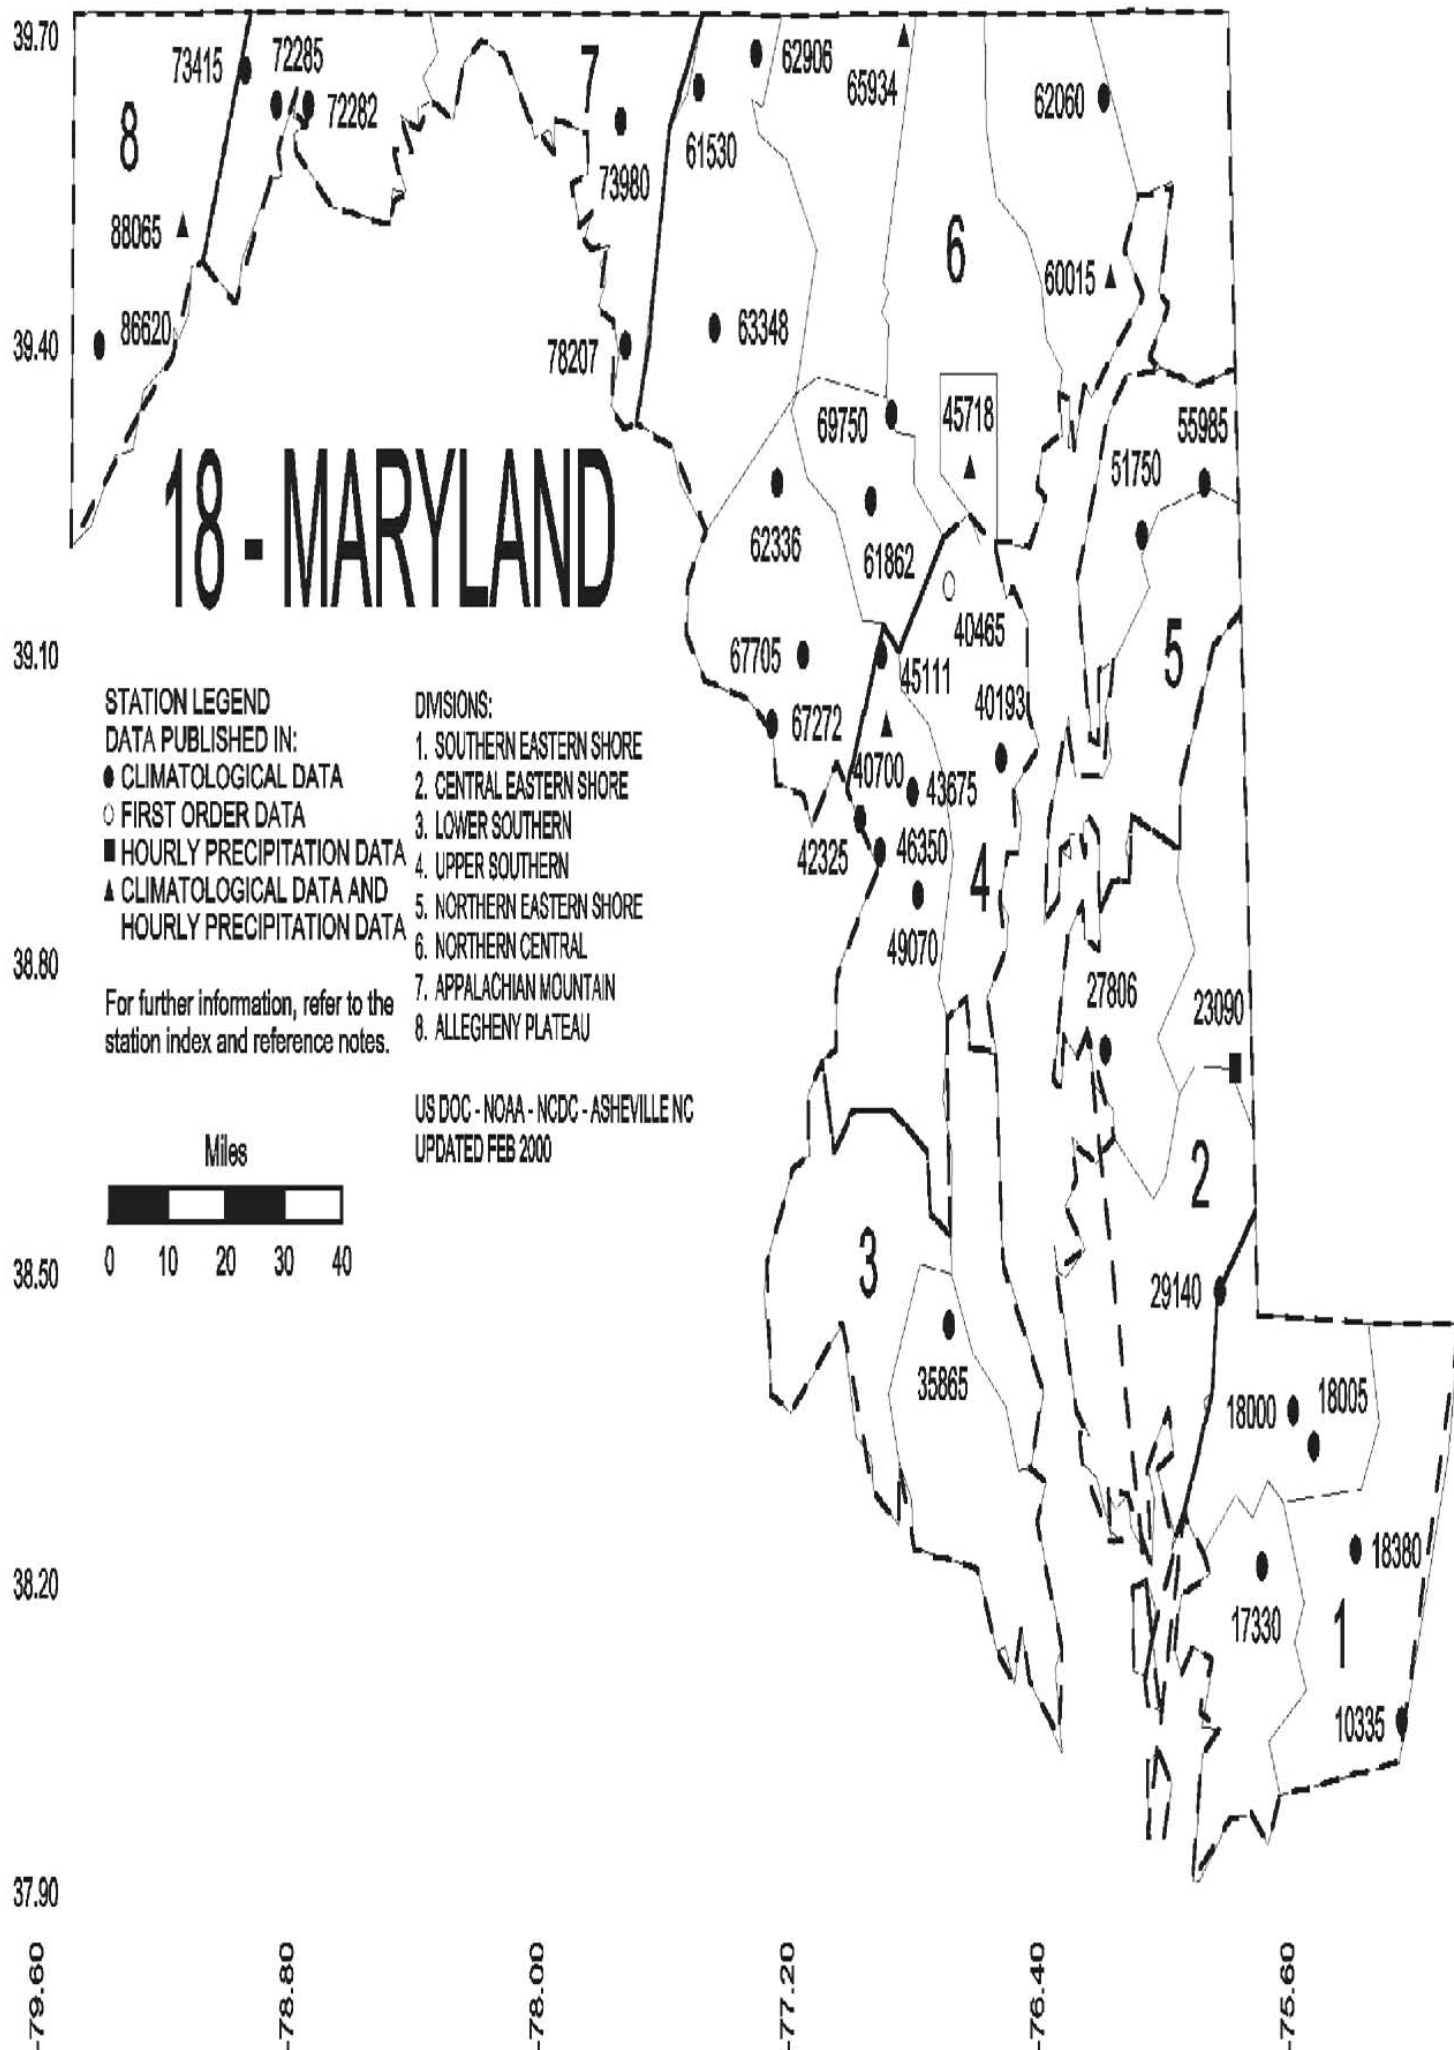 39.70
39.40
39.10
38.80
38.50
38.20
37.90
-79.60
-78.80
-78.00
-77.20
-76.40
-75.60
18 - MARYLAND
8
7
6
5
4
3
2
1
73415
72285
72282
88065
86620
73980
78207
61530
62906
65934
62060
63348
60015
69750
45718
55985
51750
62336
61862
40465
67705
45111
40193
67272
40700
43675
42325
46350
49070
27806
23090
29140
35865
18000
18005
18380
17330
10335
STATION LEGEND
DATA PUBLISHED IN:
CLIMATOLOGICAL DATA
FIRST ORDER DATA
HOURLY PRECIPITATION DATA
CLIMATOLOGICAL DATA AND
HOURLY PRECIPITATION DATA
For further information, refer to the
station index and reference notes.
DIVISIONS:
1. SOUTHERN EASTERN SHORE
2. CENTRAL EASTERN SHORE
3. LOWER SOUTHERN
4. UPPER SOUTHERN
5. NORTHERN EASTERN SHORE
6. NORTHERN CENTRAL
7. APPALACHIAN MOUNTAIN
8. ALLEGHENY PLATEAU
US DOC - NOAA - NCDC - ASHEVILLE NC
UPDATED FEB 2000
Miles
0 10 20 30 40